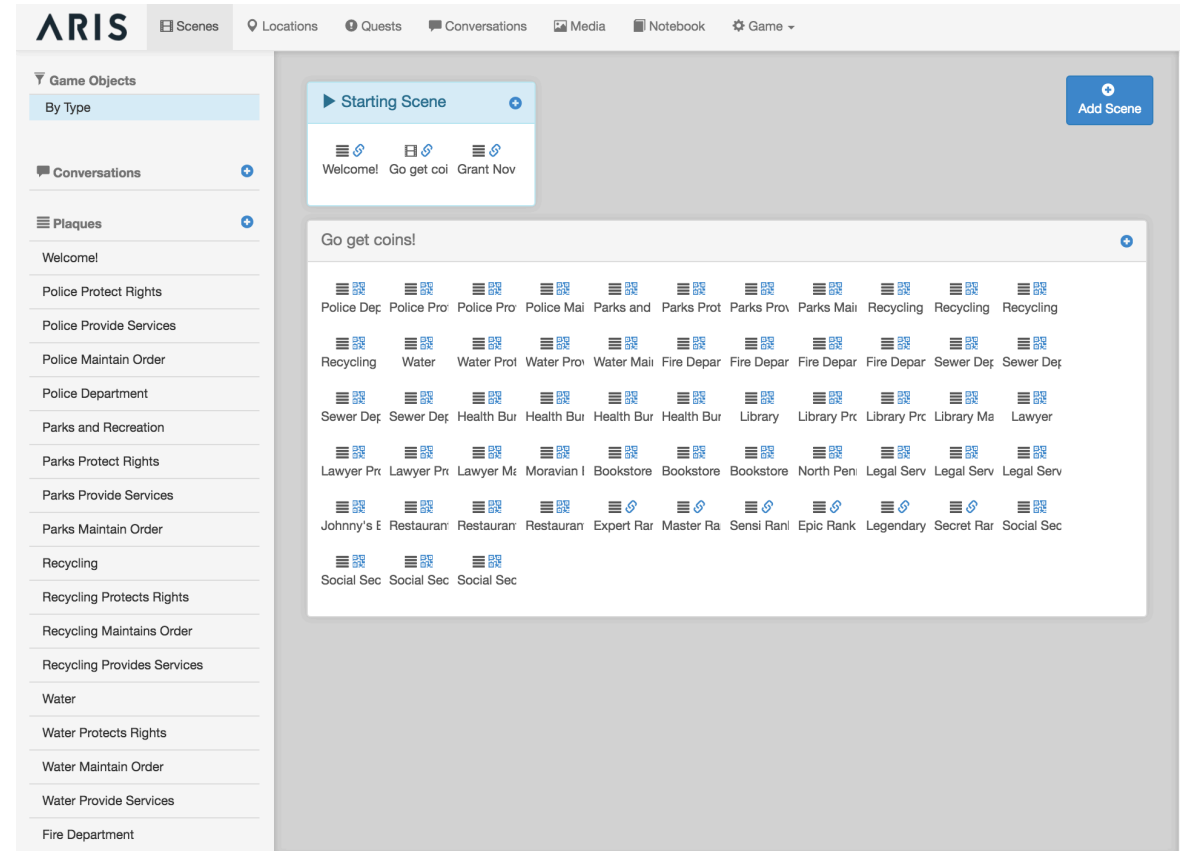 ARIS Scenes Locations Quests Conversations Media Notebook Game
Game Objects
By Type
Conversations
Plaques
Welcome!
Police Protect Rights
Police Provide Services
Police Maintain Order
Police Department
Parks and Recreation
Parks Protect Rights
Parks Provide Services
Parks Maintain Order
Recycling
Recycling Protects Rights
Recycling Maintains Order
Recycling Provides Services
Water
Water Protects Rights
Water Maintain Order
Water Provide Services
Fire Department
Starting Scene
Welcome! Go get coi Grant Nov
Add Scene
Go get coins!
Police Dep Police Pro Police Pro Police Mai Parks and Parks Prot Parks Prov Parks Main Recycling Recycling Recycling
Recycling Water Water Prot Water Prov Water Main Fire Depar Fire Depar Fire Depar Fire Depar Sewer Dep Sewer Dep
Sewer Dep Sewer Dep Health Bur Health Bur Health Bur Health Bur Library Library Pro Library Pro Library Ma Lawyer
Lawyer Pro Lawyer Pro Lawyer Ma Moravian Bookstore Bookstore Bookstore North Penn Legal Serv Legal Serv Legal Serv
Johnny's Restauran Restauran Restauran Expert Ran Master Ra Sensi Ran Epic Rank Legendary Secret Ran Social Sec
Social Sec Social Sec Social Sec